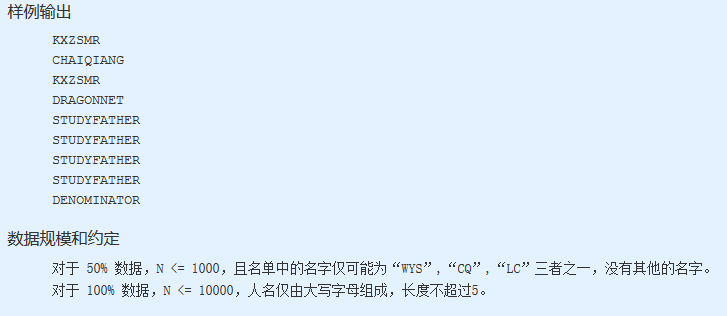 样例输出
KXZSMR
CHAIQIANG
KXZSMR
DRAGONNET
STUDYFATHER
STUDYFATHER
STUDYFATHER
STUDYFATHER
DENOMINATOR
数据规模和约定
对于 50% 数据，N <= 1000，且名单中的名字仅可能为“WYS”,“CQ”,“LC”三者之一，没有其他的名字。
对于 100% 数据，N <= 10000，人名仅由大写字母组成，长度不超过5。